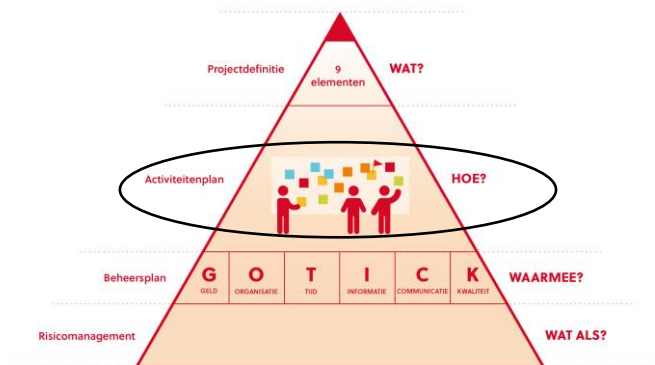 Projectdefinitie 9 elementen WAT?
Activiteitenplan HOE?
G O T I C K
Beheersplan WAARMEE?
GELD ORGANISATIE TIJD INFORMATIE COMMUNICATIE KWALITEIT
Risicomanagement WAT ALS?